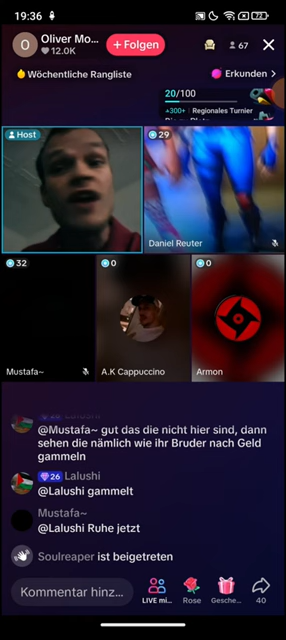 19:36
72
O
Oliver Mo...
12.0K
+ Folgen
67
Wöchentliche Rangliste
Erkunden >
20/100
+300+ | Regionales Turnier
Host
29
Daniel Reuter
32
0
0
Mustafa~
A.K Cappuccino
Armon
26 Lalushi
@Mustafa~ gut das die nicht hier sind, dann
sehen die nämlich wie ihr Bruder nach Geld
gammeln
26 Lalushi
@Lalushi gammelt
Mustafa~
@Lalushi Ruhe jetzt
Soulreaper ist beigetreten
Kommentar hinz...
LIVE mi...
Rose
Gesche...
40